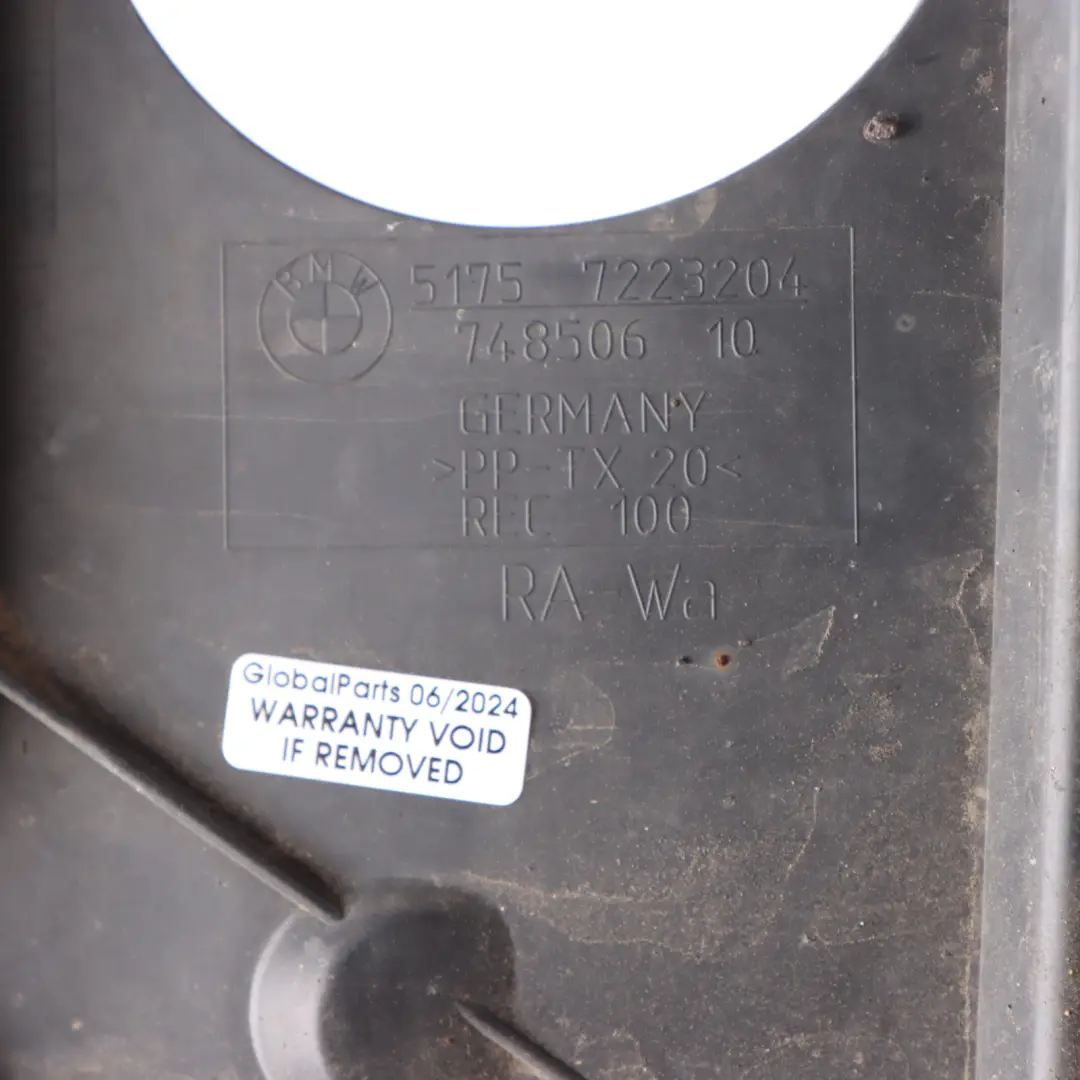 BMW 5175 7223204
748506 10
GERMANY
>PP-TX 20<
REC 100
RA-Wa
GlobalParts 06/2024
WARRANTY VOID
IF REMOVED